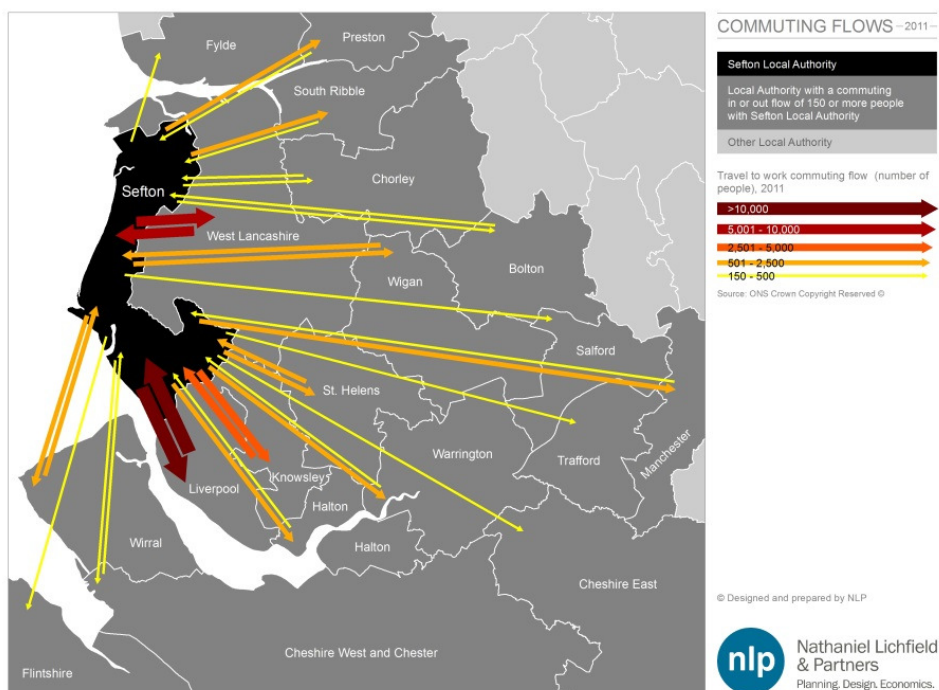 COMMUTING FLOWS -2011-
Sefton Local Authority
Local Authority with a commuting
in or out flow of 150 or more people
with Sefton Local Authority
Other Local Authority
Travel to work commuting flow (number of
people), 2011
>10,000
5,001 - 10,000
2,501 - 5,000
501 - 2,500
150 - 500
Source: ONS Crown Copyright Reserved ©
Fylde
Preston
South Ribble
Sefton
Chorley
West Lancashire
Wigan
Bolton
Salford
St. Helens
Manchester
Warrington
Trafford
Liverpool
Knowsley
Halton
Wirral
Halton
Cheshire East
Cheshire West and Chester
Flintshire
© Designed and prepared by NLP
nlp
Nathaniel Lichfield
& Partners
Planning. Design. Economics.